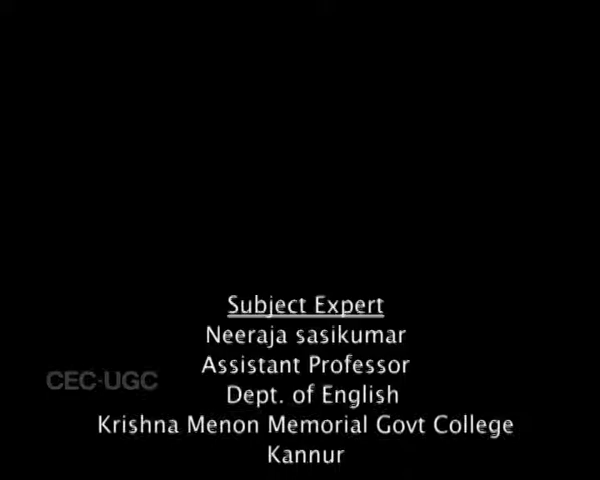 Subject Expert
Neeraja sasikumar
Assistant Professor
CEC-UGC
Dept. of English
Krishna Menon Memorial Govt College
Kannur